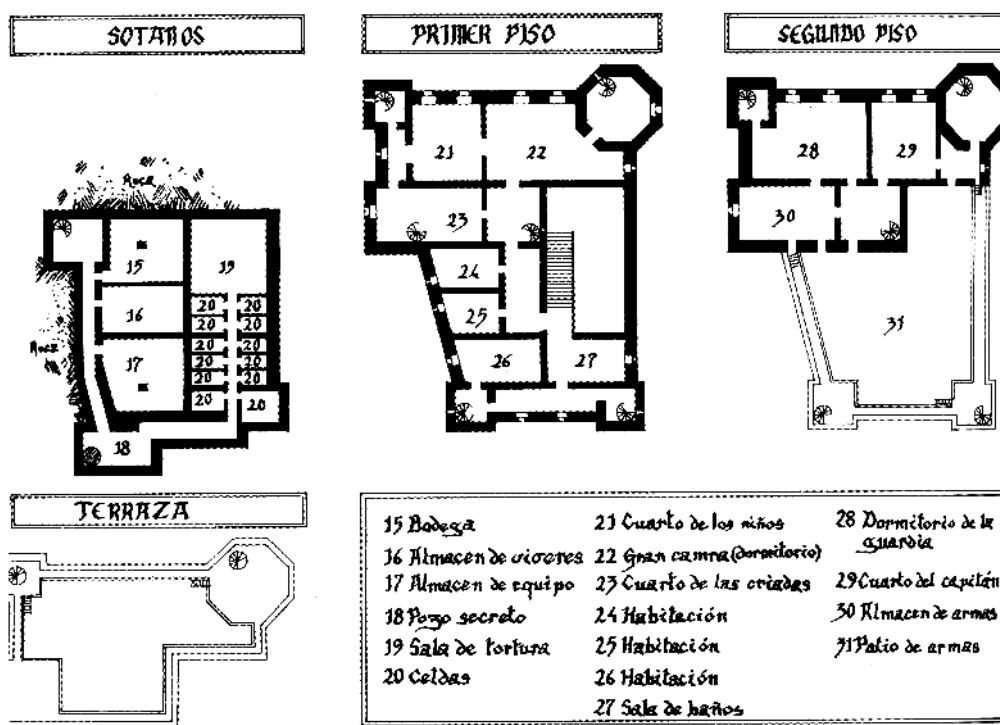 SOTANOS
PRIMER PISO
SEGUNDO PISO
Roca
Roca
15
16
17
18
19
20 20
20 20
20 20
20 20
20 20
20 20
21
22
23
24
25
26
27
28
29
30
31
TERRAZA
15 Bodega
16 Almacen de viveres
17 Almacen de equipo
18 Pozo secreto
19 Sala de tortura
20 Celdas
21 Cuarto de los niños
22 Gran camra (dormitorio)
23 Cuarto de las criadas
24 Habitación
25 Habitación
26 Habitación
27 Sala de baños
28 Dormitorio de la
guardia
29 Cuarto del capitán
30 Almacen de armas
31 Patio de armas